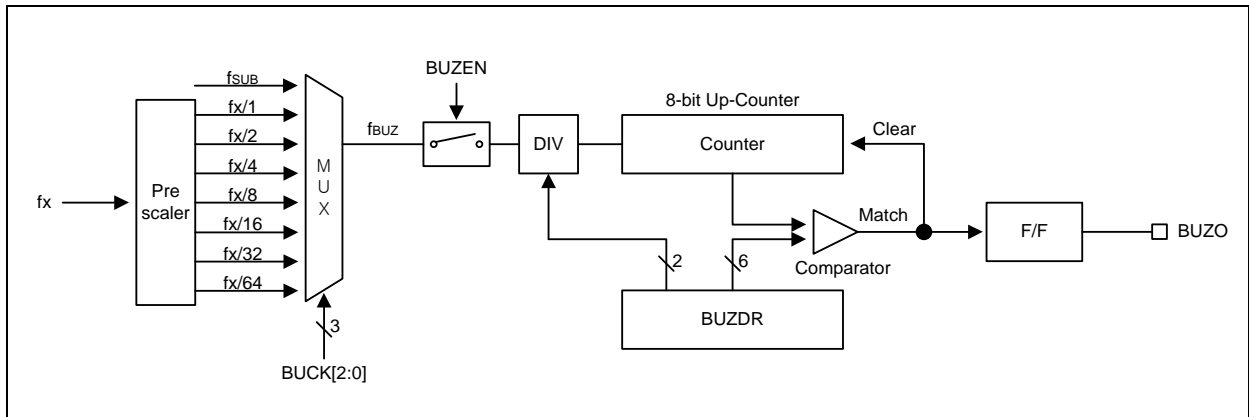 fSUB
fx/1
fx/2
fx/4
fx/8
fx/16
fx/32
fx/64
fx
Pre
scaler
M
U
X
3
BUCK[2:0]
fBUZ
BUZEN
DIV
8-bit Up-Counter
Counter
Clear
Match
Comparator
2
6
BUZDR
F/F
BUZO